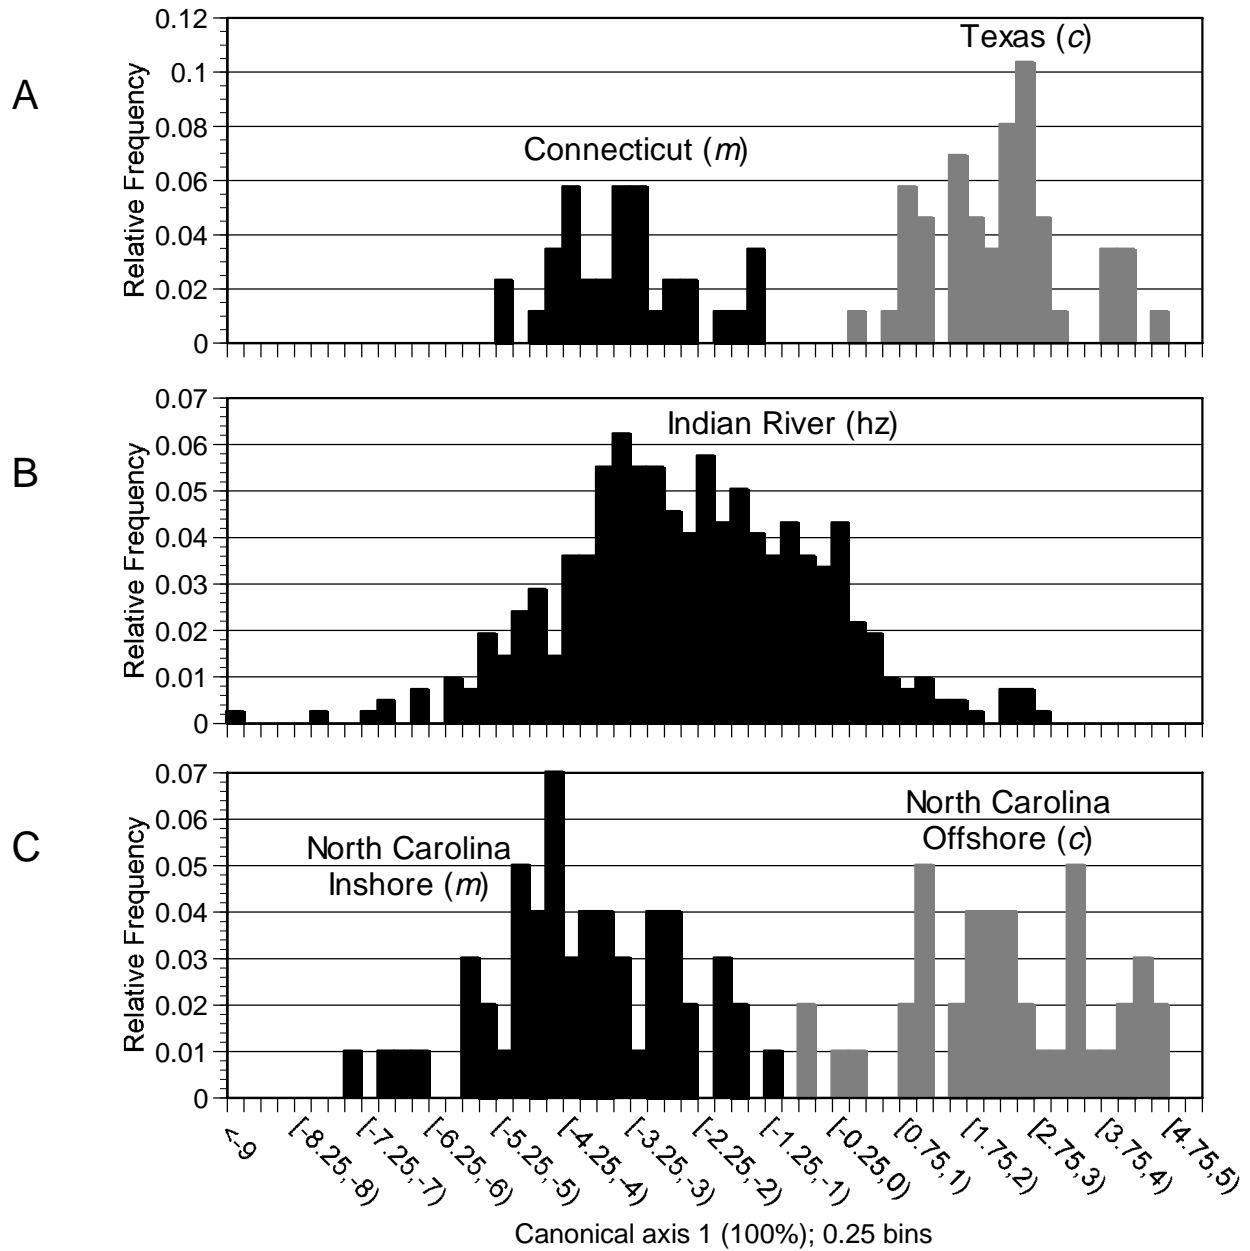 A
Relative Frequency
0.12
0.1
0.08
0.06
0.04
0.02
0
Connecticut (m)
Texas (c)
B
Relative Frequency
0.07
0.06
0.05
0.04
0.03
0.02
0.01
0
Indian River (hz)
C
Relative Frequency
0.07
0.06
0.05
0.04
0.03
0.02
0.01
0
North Carolina
Inshore (m)
North Carolina
Offshore (c)
<-9
[-8.25,-8)
[-7.25,-7)
[-6.25,-6)
[-5.25,-5)
[-4.25,-4)
[-3.25,-3)
[-2.25,-2)
[-1.25,-1)
[-0.25,0)
[0.75,1)
[1.75,2)
[2.75,3)
[3.75,4)
[4.75,5)
Canonical axis 1 (100%); 0.25 bins